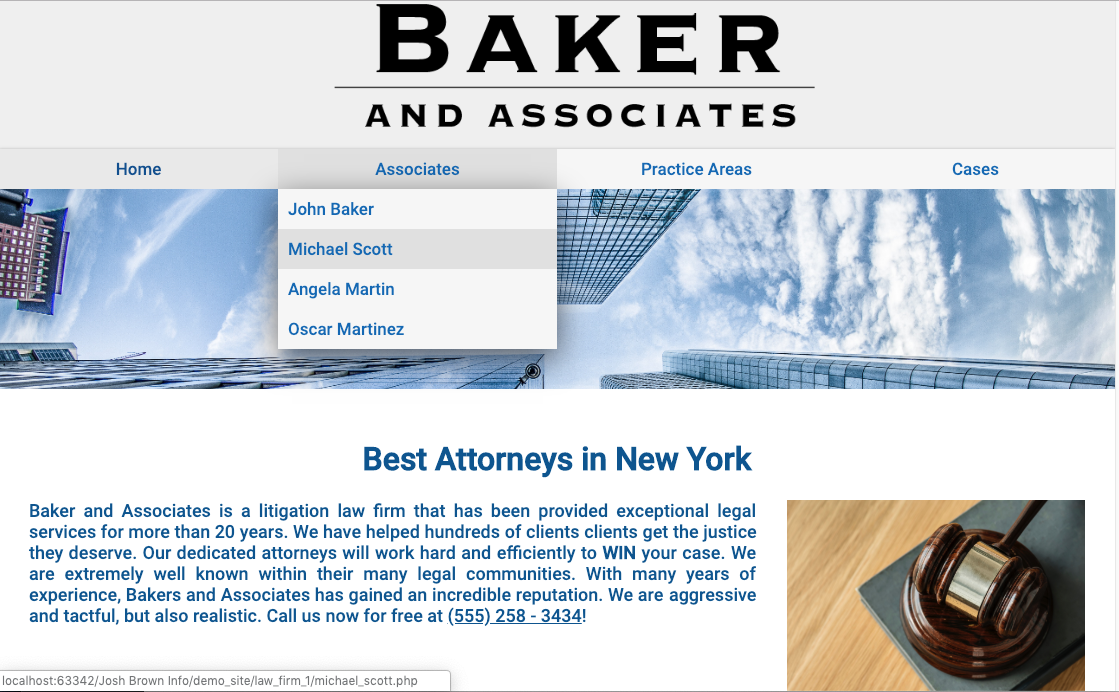 BAKER
AND ASSOCIATES
Home Associates Practice Areas Cases
John Baker
Michael Scott
Angela Martin
Oscar Martinez
Best Attorneys in New York
Baker and Associates is a litigation law firm that has been provided exceptional legal
services for more than 20 years. We have helped hundreds of clients clients get the justice
they deserve. Our dedicated attorneys will work hard and efficiently to WIN your case. We
are extremely well known within their many legal communities. With many years of
experience, Bakers and Associates has gained an incredible reputation. We are aggressive
and tactful, but also realistic. Call us now for free at (555) 258 - 3434!
localhost:63342/Josh Brown Info/demo_site/law_firm_1/michael_scott.php